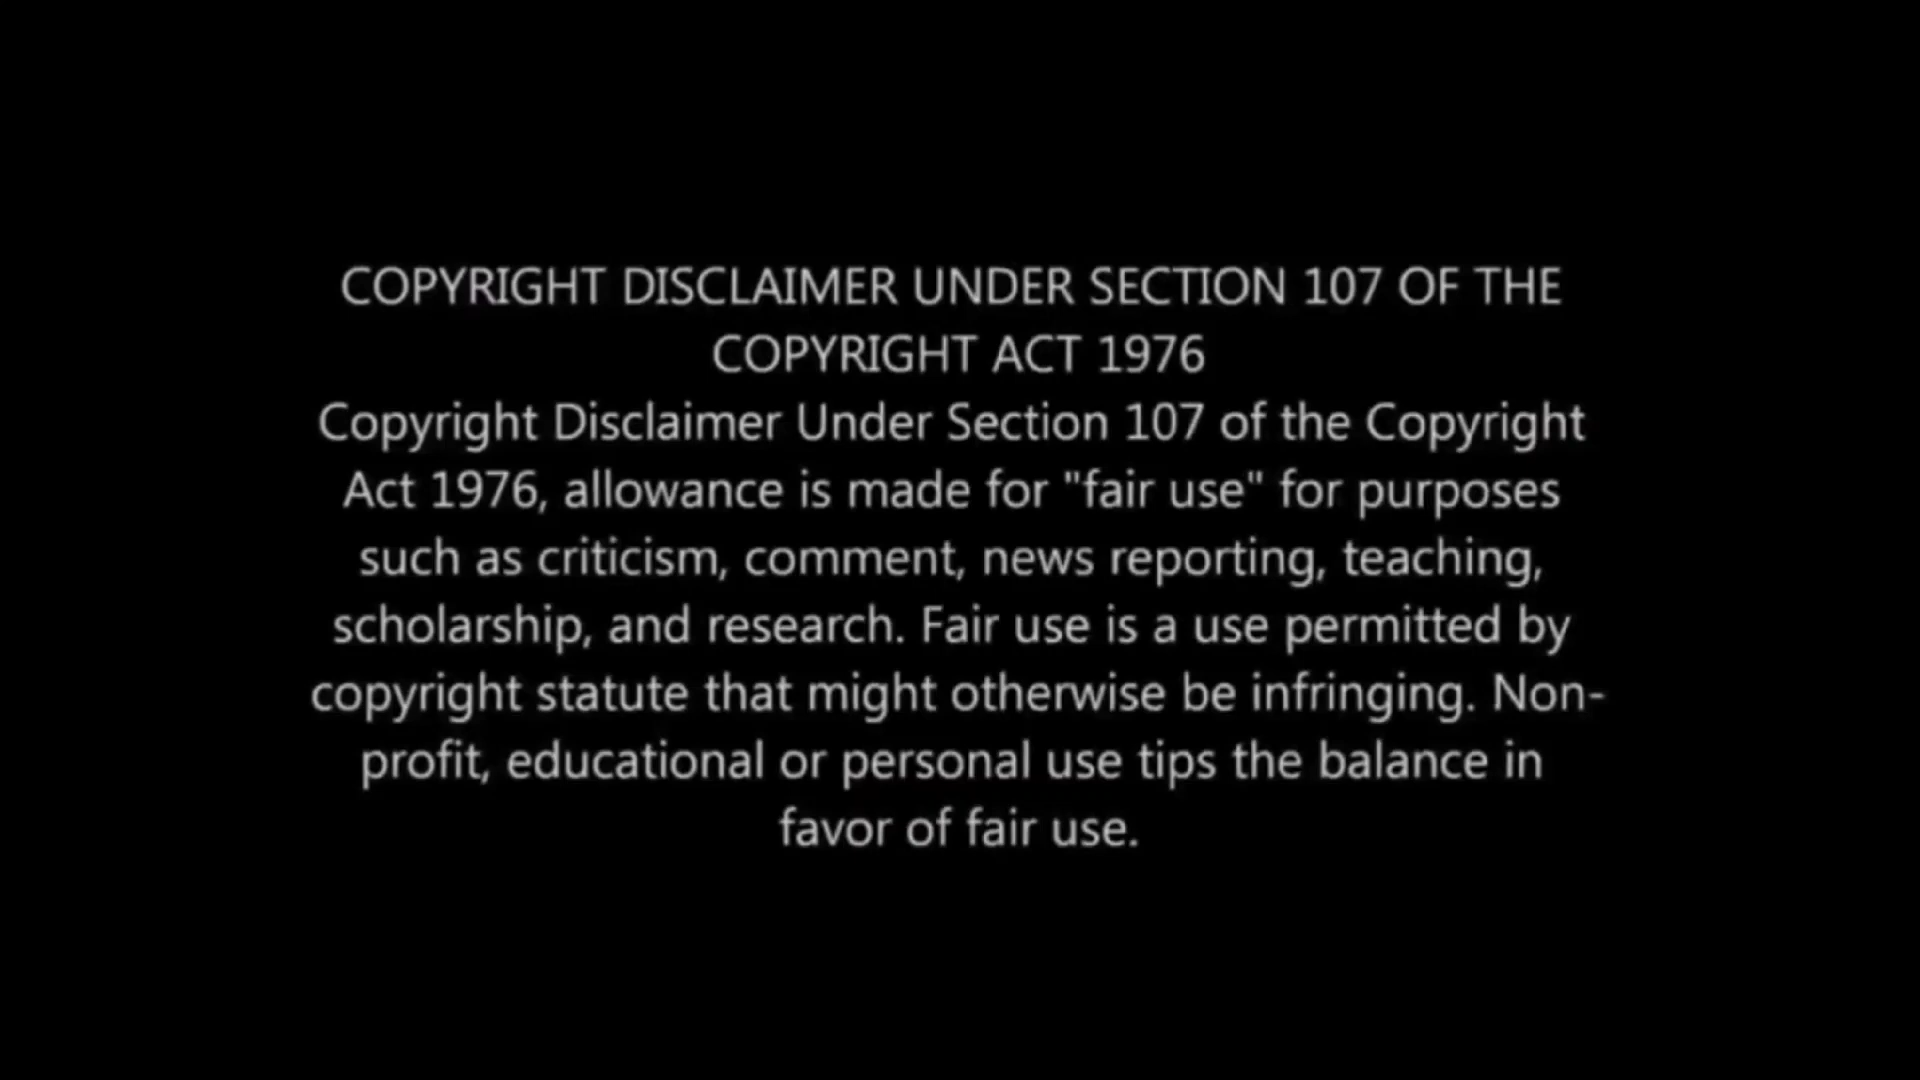 COPYRIGHT DISCLAIMER UNDER SECTION 107 OF THE
COPYRIGHT ACT 1976
Copyright Disclaimer Under Section 107 of the Copyright
Act 1976, allowance is made for "fair use" for purposes
such as criticism, comment, news reporting, teaching,
scholarship, and research. Fair use is a use permitted by
copyright statute that might otherwise be infringing. Non-
profit, educational or personal use tips the balance in
favor of fair use.